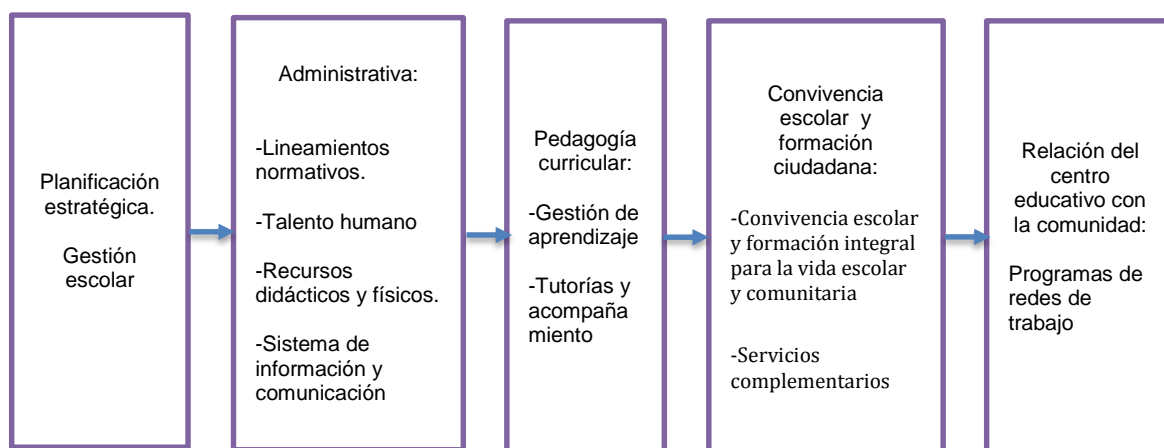 Planificación
estratégica.
Gestión
escolar
Administrativa:
-Lineamientos
normativos.
-Talento humano
-Recursos
didácticos y físicos.
-Sistema de
información y
comunicación
Pedagogía
curricular:
-Gestión de
aprendizaje
-Tutorías y
acompaña
miento
Convivencia
escolar y
formación
ciudadana:
-Convivencia escolar
y formación integral
para la vida escolar
y comunitaria
-Servicios
complementarios
Relación del
centro
educativo con
la comunidad:
Programas de
redes de
trabajo